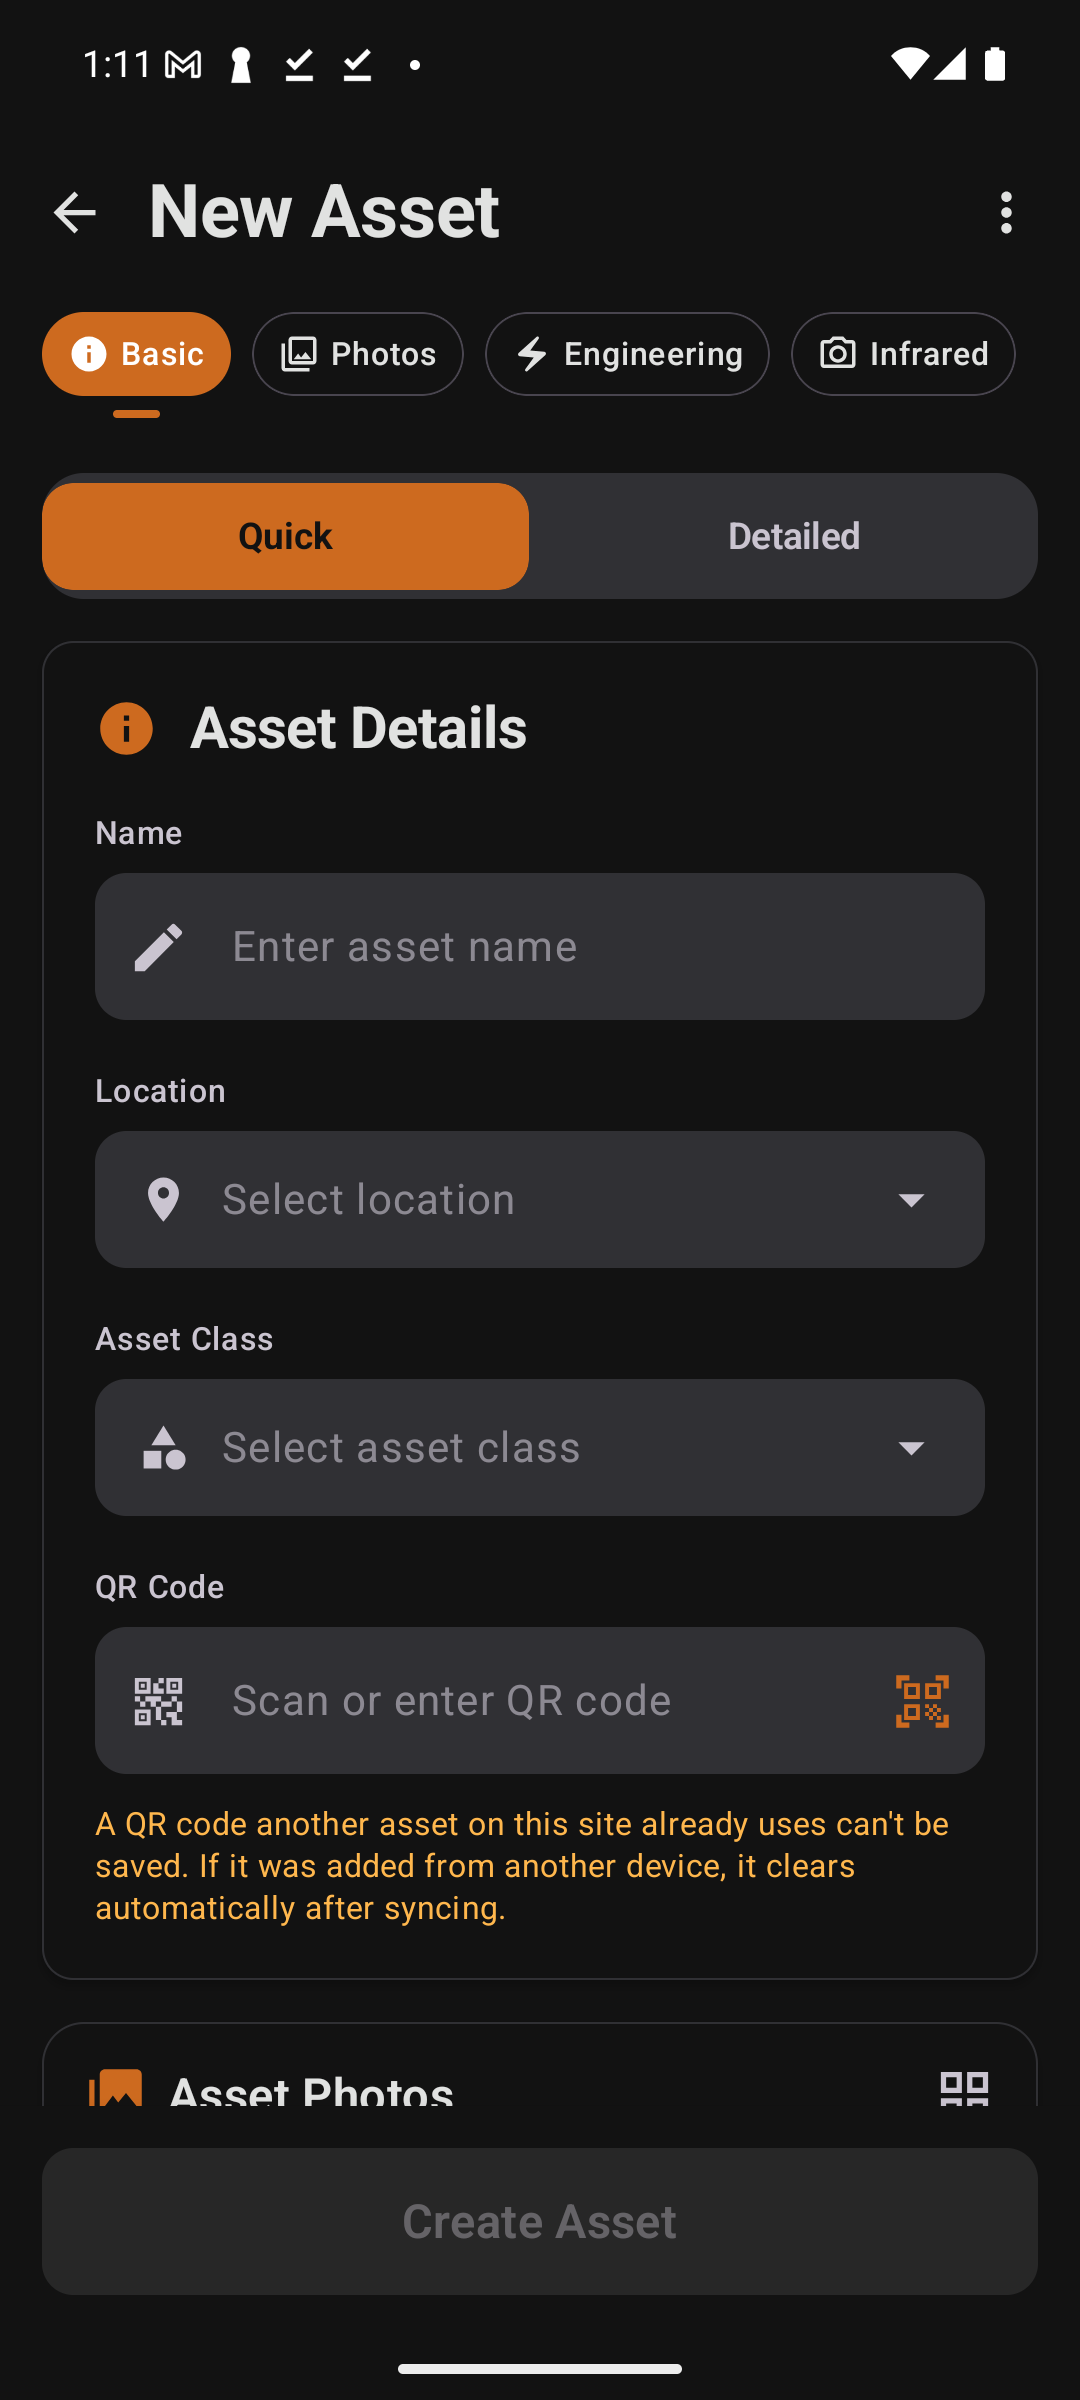 1:11
New Asset
Basic
Photos
Engineering
Infrared
Quick
Detailed
Asset Details
Name
Enter asset name
Location
Select location
Asset Class
Select asset class
QR Code
Scan or enter QR code
A QR code another asset on this site already uses can't be
saved. If it was added from another device, it clears
automatically after syncing.
Asset Photos
Create Asset